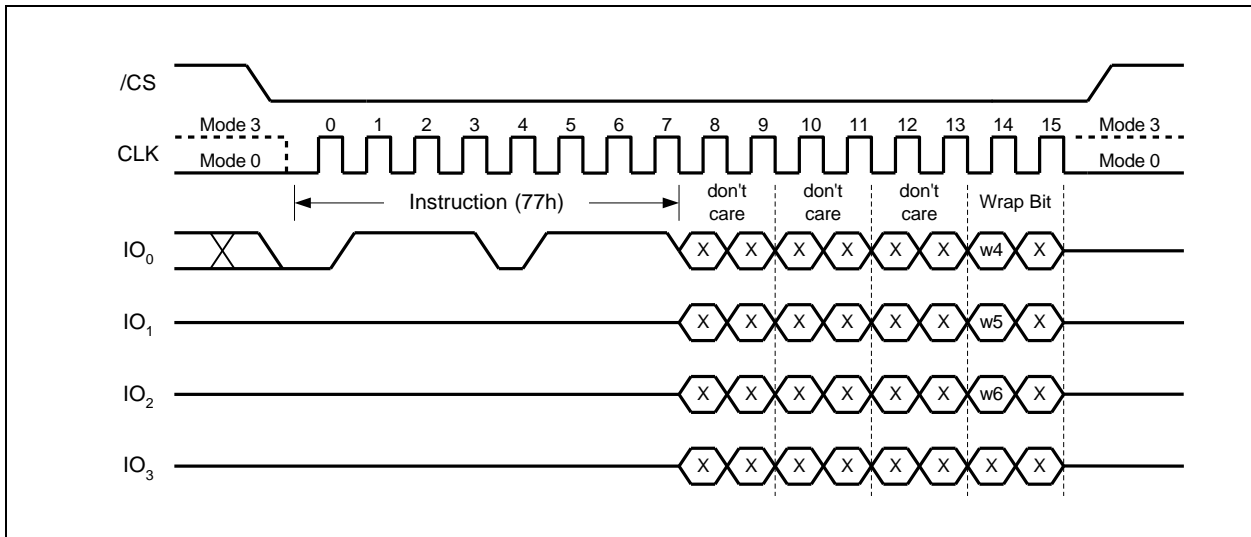 /CS
Mode 3 0 1 2 3 4 5 6 7 8 9 10 11 12 13 14 15 Mode 3
CLK
Mode 0 Mode 0
Instruction (77h) don't care don't care don't care Wrap Bit
IO0 X X X X X X w4 X
IO1 X X X X X X w5 X
IO2 X X X X X X w6 X
IO3 X X X X X X X X